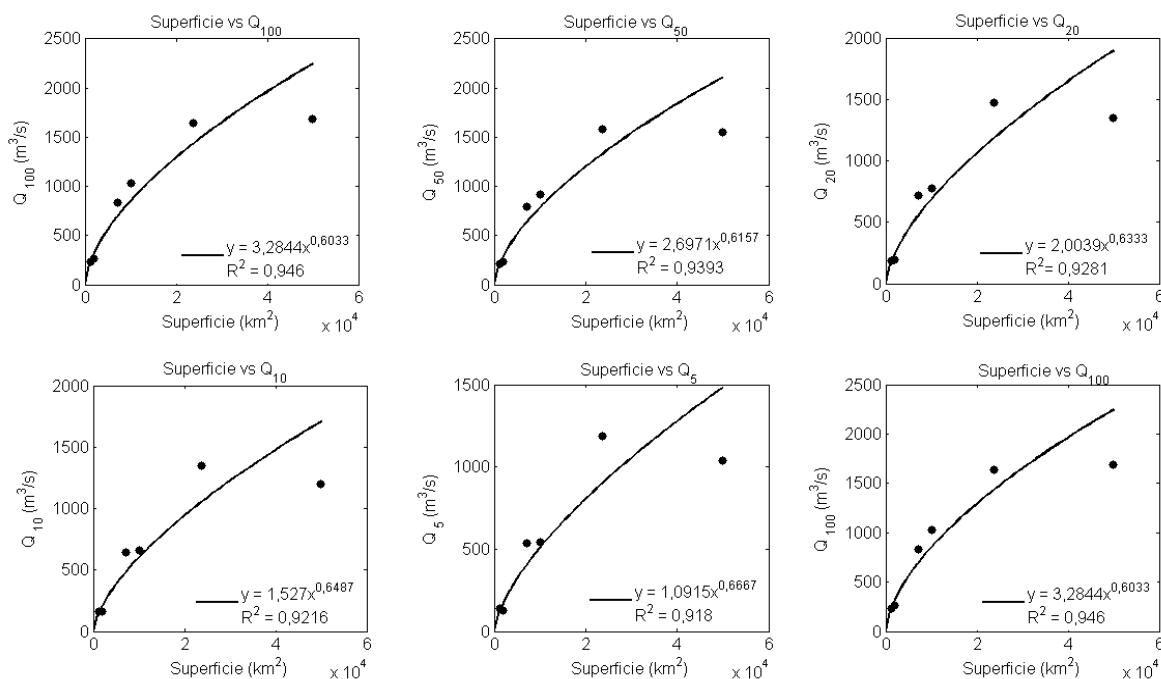 Superficie vs Q100
2500
2000
1500
1000
500
0
Q100 (m3/s)
y = 3,2844x0,6033
R2 = 0,946
0 2 4 6
Superficie (km2) x 104
Superficie vs Q50
2500
2000
1500
1000
500
0
Q50 (m3/s)
y = 2,6971x0,6157
R2 = 0,9393
0 2 4 6
Superficie (km2) x 104
Superficie vs Q20
2000
1500
1000
500
0
Q20 (m3/s)
y = 2,0039x0,6333
R2 = 0,9281
0 2 4 6
Superficie (km2) x 104
Superficie vs Q10
2000
1500
1000
500
0
Q10 (m3/s)
y = 1,527x0,6487
R2 = 0,9216
0 2 4 6
Superficie (km2) x 104
Superficie vs Q5
1500
1000
500
0
Q5 (m3/s)
y = 1,0915x0,6667
R2 = 0,918
0 2 4 6
Superficie (km2) x 104
Superficie vs Q100
2500
2000
1500
1000
500
0
Q100 (m3/s)
y = 3,2844x0,6033
R2 = 0,946
0 2 4 6
Superficie (km2) x 104